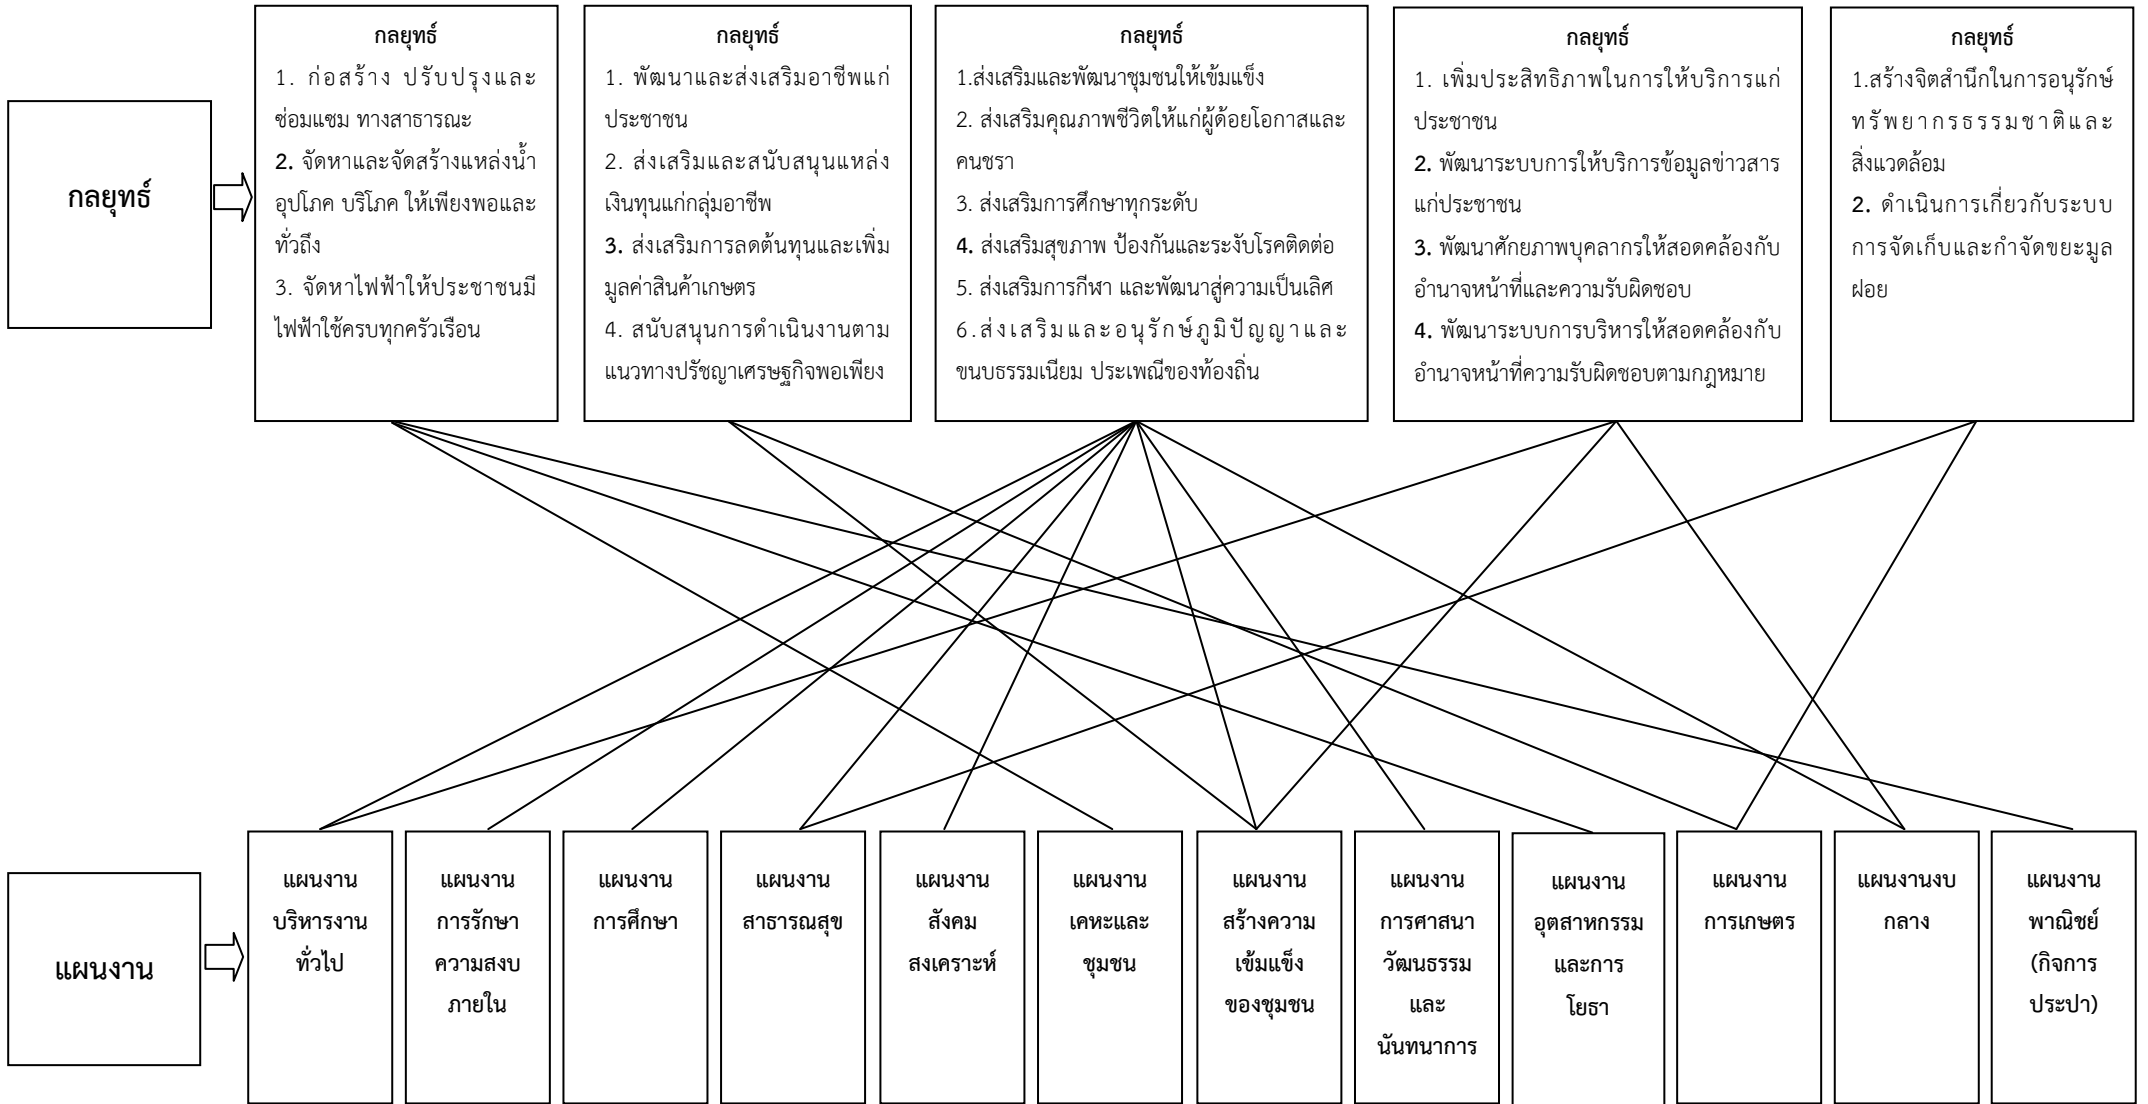 กลยุทธ์
กลยุทธ์
1. ก่อสร้าง ปรับปรุงและ
ซ่อมแซม ทางสาธารณะ
2. จัดหาและจัดสร้างแหล่งน้ำ
อุปโภค บริโภค ให้เพียงพอและ
ทั่วถึง
3. จัดหาไฟฟ้าให้ประชาชนมี
ไฟฟ้าใช้ครบทุกครัวเรือน
กลยุทธ์
1. พัฒนาและส่งเสริมอาชีพแก่
ประชาชน
2. ส่งเสริมและสนับสนุนแหล่ง
เงินทุนแก่กลุ่มอาชีพ
3. ส่งเสริมการลดต้นทุนและเพิ่ม
มูลค่าสินค้าเกษตร
4. สนับสนุนการดำเนินงานตาม
แนวทางปรัชญาเศรษฐกิจพอเพียง
กลยุทธ์
1.ส่งเสริมและพัฒนาชุมชนให้เข้มแข็ง
2. ส่งเสริมคุณภาพชีวิตให้แก่ผู้ด้อยโอกาสและ
คนชรา
3. ส่งเสริมการศึกษาทุกระดับ
4. ส่งเสริมสุขภาพ ป้องกันและระงับโรคติดต่อ
5. ส่งเสริมการกีฬา และพัฒนาสู่ความเป็นเลิศ
6.ส่งเสริมและอนุรักษ์ภูมิปัญญาและ
ขนบธรรมเนียม ประเพณีของท้องถิ่น
กลยุทธ์
1. เพิ่มประสิทธิภาพในการให้บริการแก่
ประชาชน
2. พัฒนาระบบการให้บริการข้อมูลข่าวสาร
แก่ประชาชน
3. พัฒนาศักยภาพบุคลากรให้สอดคล้องกับ
อำนาจหน้าที่และความรับผิดชอบ
4. พัฒนาระบบการบริหารให้สอดคล้องกับ
อำนาจหน้าที่ความรับผิดชอบตามกฎหมาย
กลยุทธ์
1.สร้างจิตสำนึกในการอนุรักษ์
ทรัพยากรธรรมชาติและ
สิ่งแวดล้อม
2. ดำเนินการเกี่ยวกับระบบ
การจัดเก็บและกำจัดขยะมูล
ฝอย
แผนงาน
แผนงาน
บริหารงาน
ทั่วไป
แผนงาน
การรักษา
ความสงบ
ภายใน
แผนงาน
การศึกษา
แผนงาน
สาธารณสุข
แผนงาน
สังคม
สงเคราะห์
แผนงาน
เคหะและ
ชุมชน
แผนงาน
สร้างความ
เข้มแข็ง
ของชุมชน
แผนงาน
การศาสนา
วัฒนธรรม
และ
นันทนาการ
แผนงาน
อุตสาหกรรม
และการ
โยธา
แผนงาน
การเกษตร
แผนงานงบ
กลาง
แผนงาน
พาณิชย์
(กิจการ
ประปา)